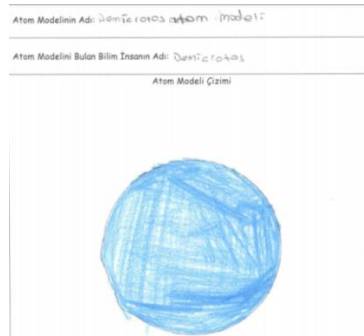 Atom Modelinin Adı: Demicrotos atom modeli
Atom Modelini Bulan Bilim İnsanın Adı: Demicrotos
Atom Modeli Çizimi